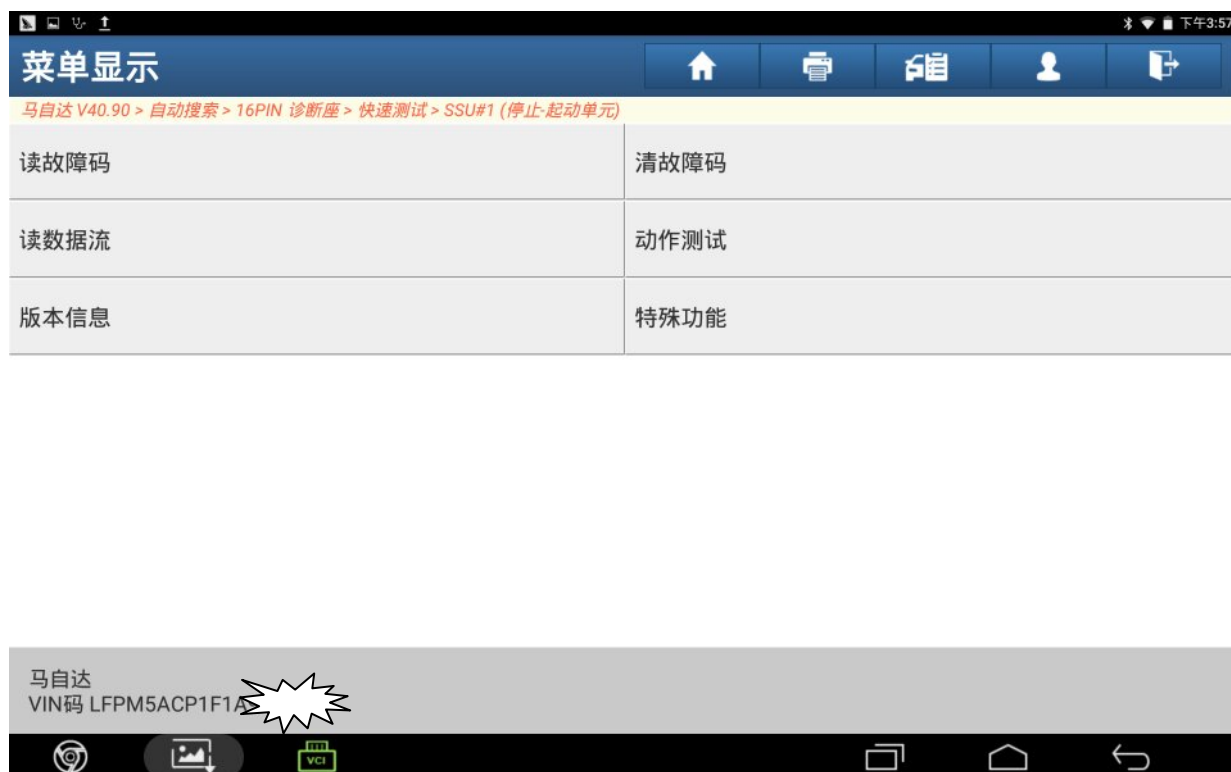 下午3:57
菜单显示
马自达 V40.90 > 自动搜索 > 16PIN 诊断座 > 快速测试 > SSU#1 (停止-起动单元)
读故障码
清故障码
读数据流
动作测试
版本信息
特殊功能
马自达
VIN码 LFPM5ACP1F1A
VCI